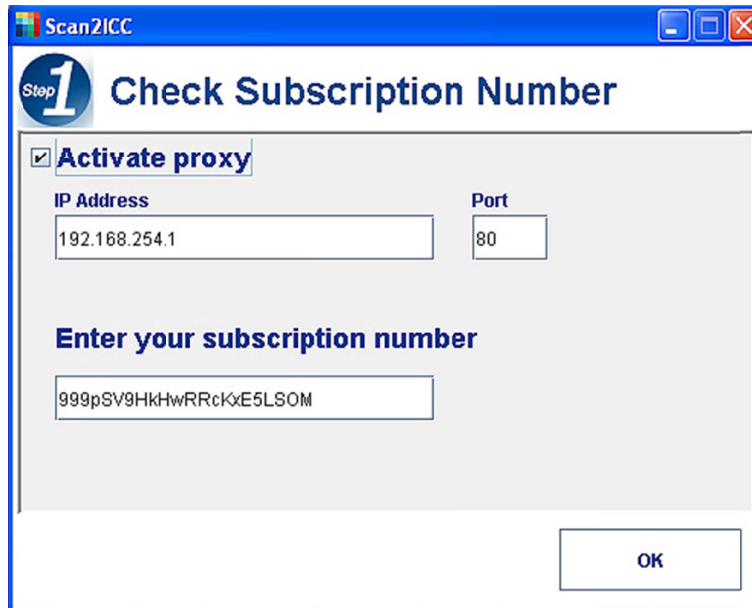 Scan2ICC
Step 1
Check Subscription Number
Activate proxy
IP Address Port
192.168.254.1 80
Enter your subscription number
999pSV9HkHwRRcKxE5LSOM
OK